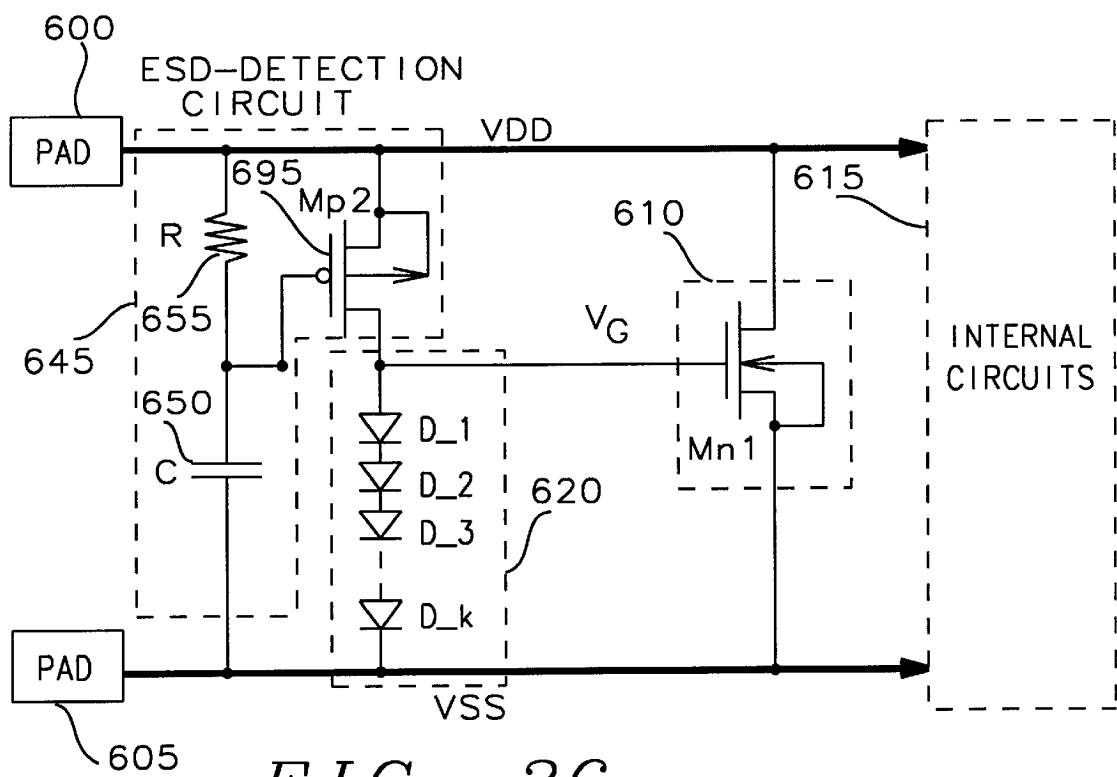 600
ESD-DETECTION
CIRCUIT
PAD
VDD
695
Mp2
615
R
610
655
VG
645
INTERNAL
CIRCUITS
650
D_1
Mn1
C
D_2
620
D_3
D_k
PAD
VSS
605